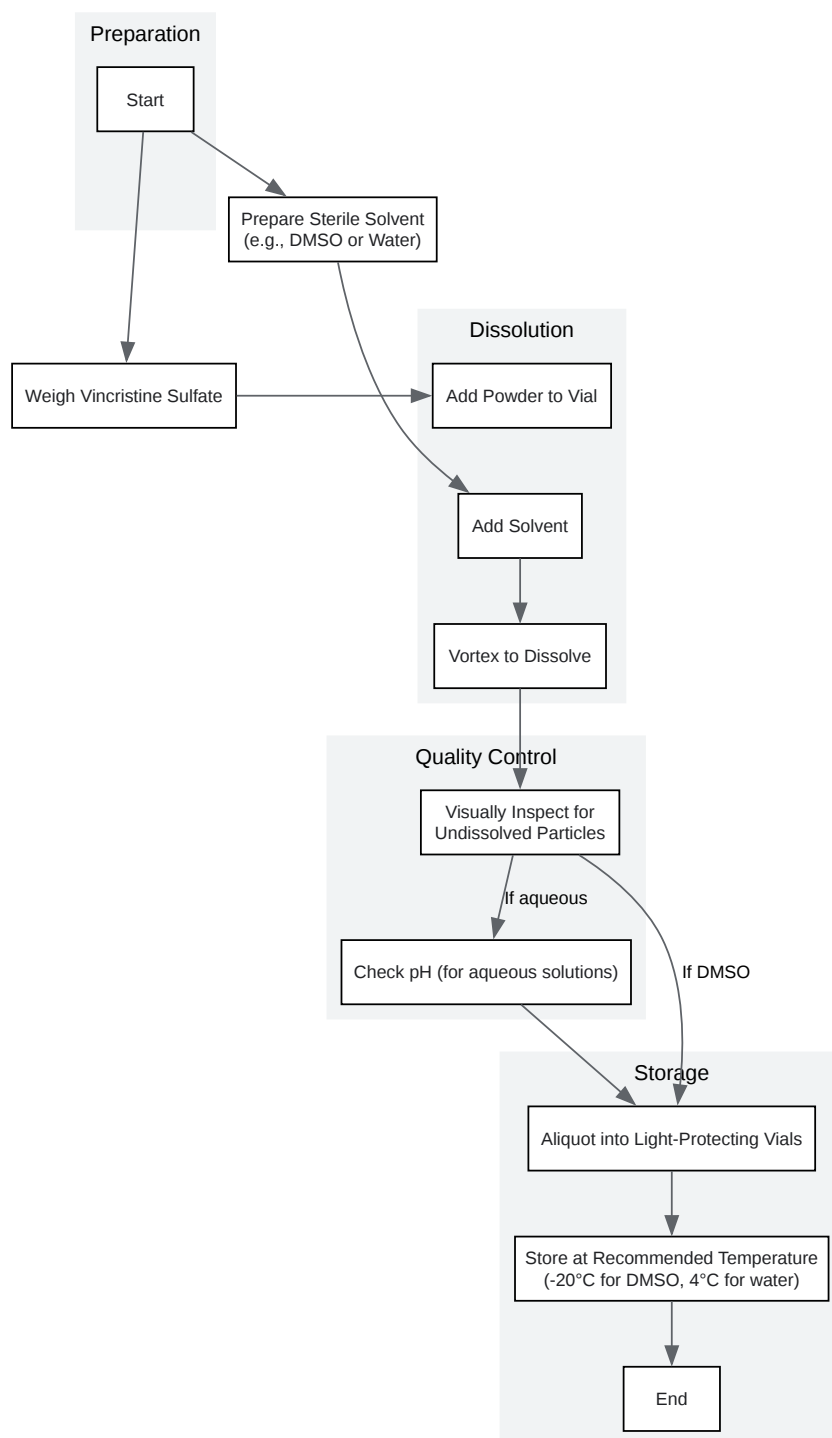 Preparation
Start
Prepare Sterile Solvent
(e.g., DMSO or Water)
Dissolution
Weigh Vincristine Sulfate
Add Powder to Vial
Add Solvent
Vortex to Dissolve
Quality Control
Visually Inspect for
Undissolved Particles
If aqueous
Check pH (for aqueous solutions)
If DMSO
Storage
Aliquot into Light-Protecting Vials
Store at Recommended Temperature
(-20°C for DMSO, 4°C for water)
End